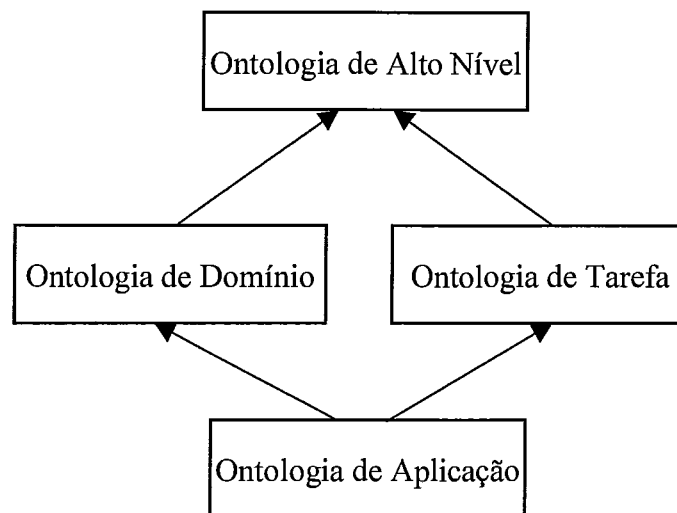 Ontologia de Alto Nível
Ontologia de Domínio
Ontologia de Tarefa
Ontologia de Aplicação